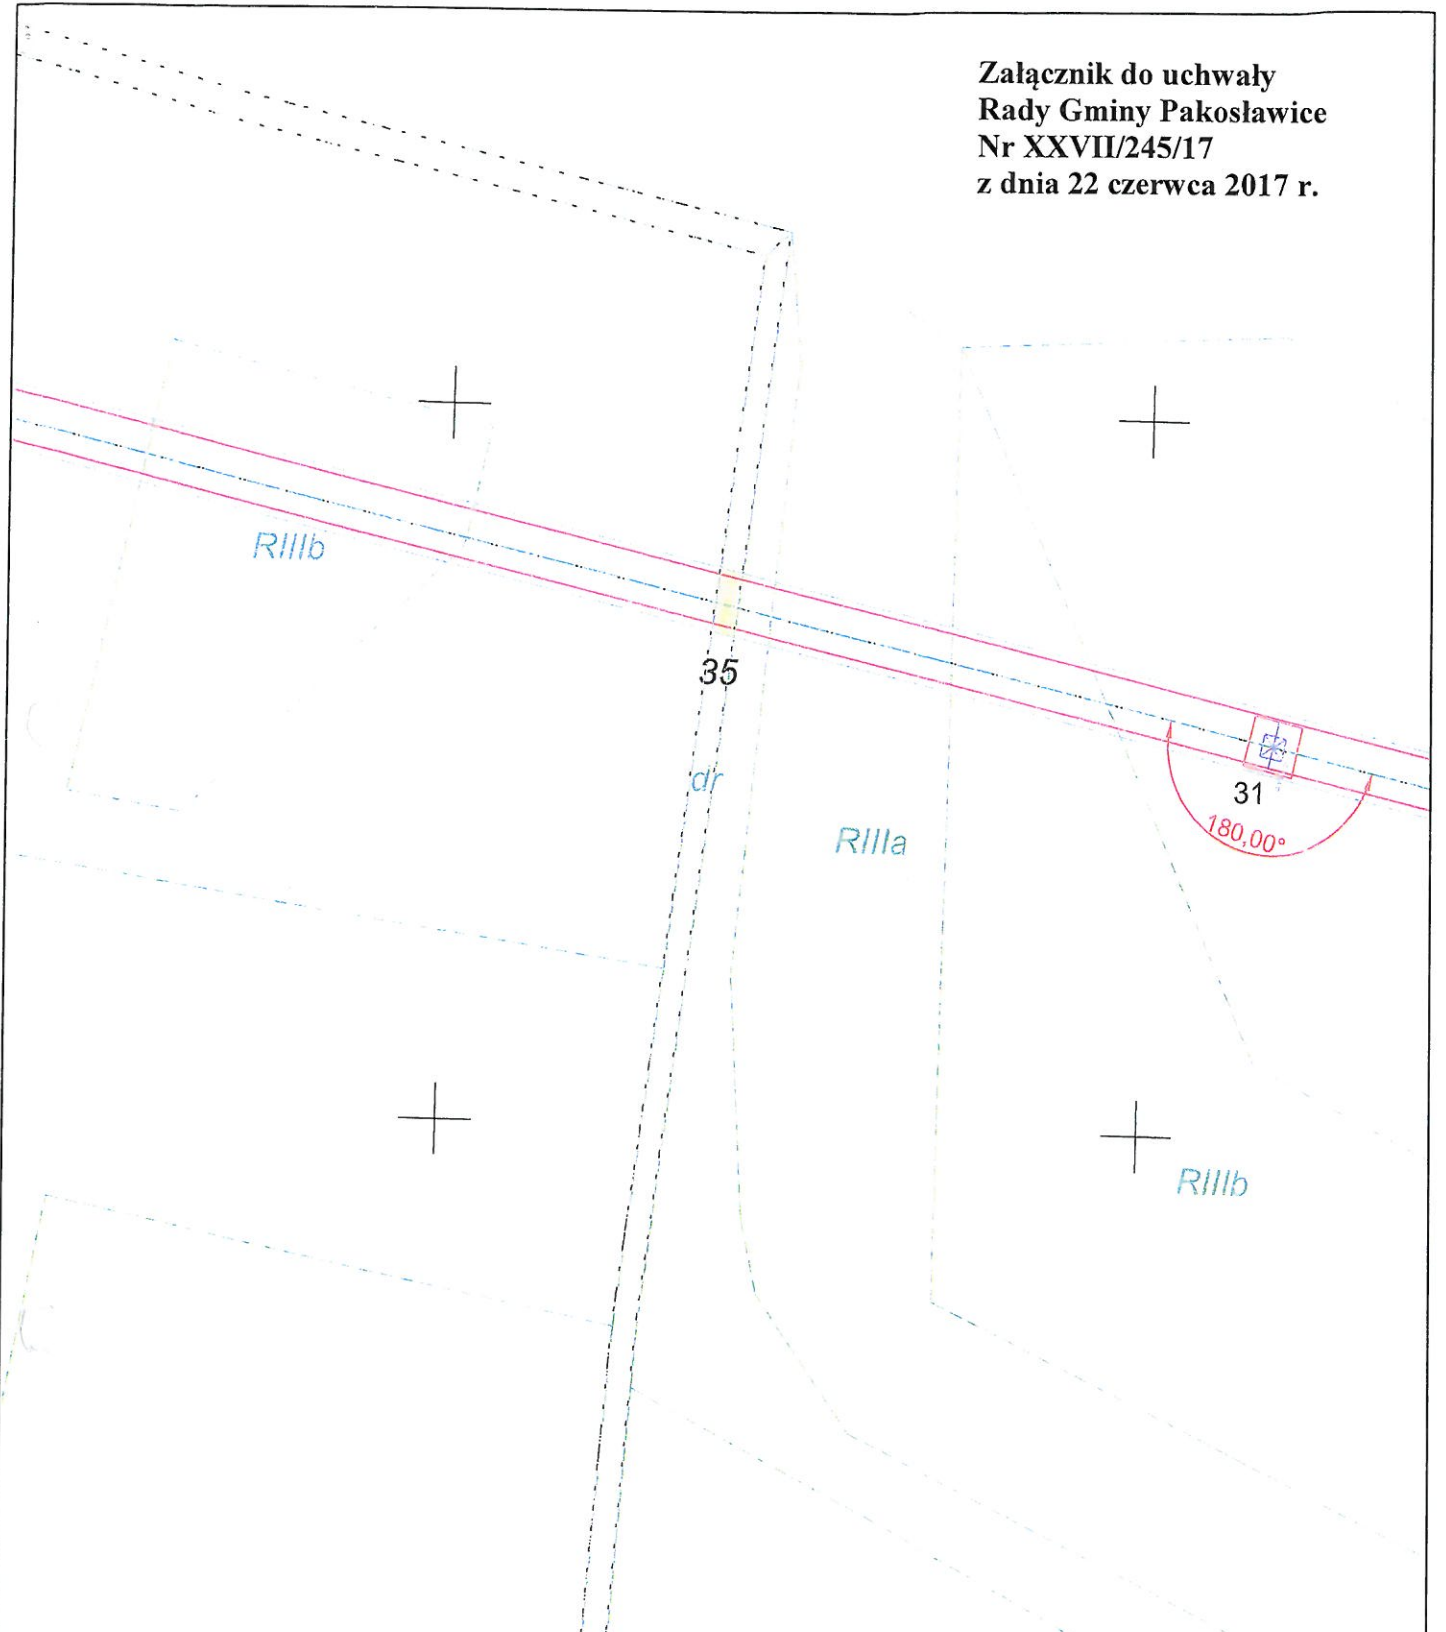 Załącznik do uchwały
Rady Gminy Pakosławice
Nr XXVII/245/17
z dnia 22 czerwca 2017 r.
RIIIb
35
dr
31
180,00°
RIIIa
RIIIb